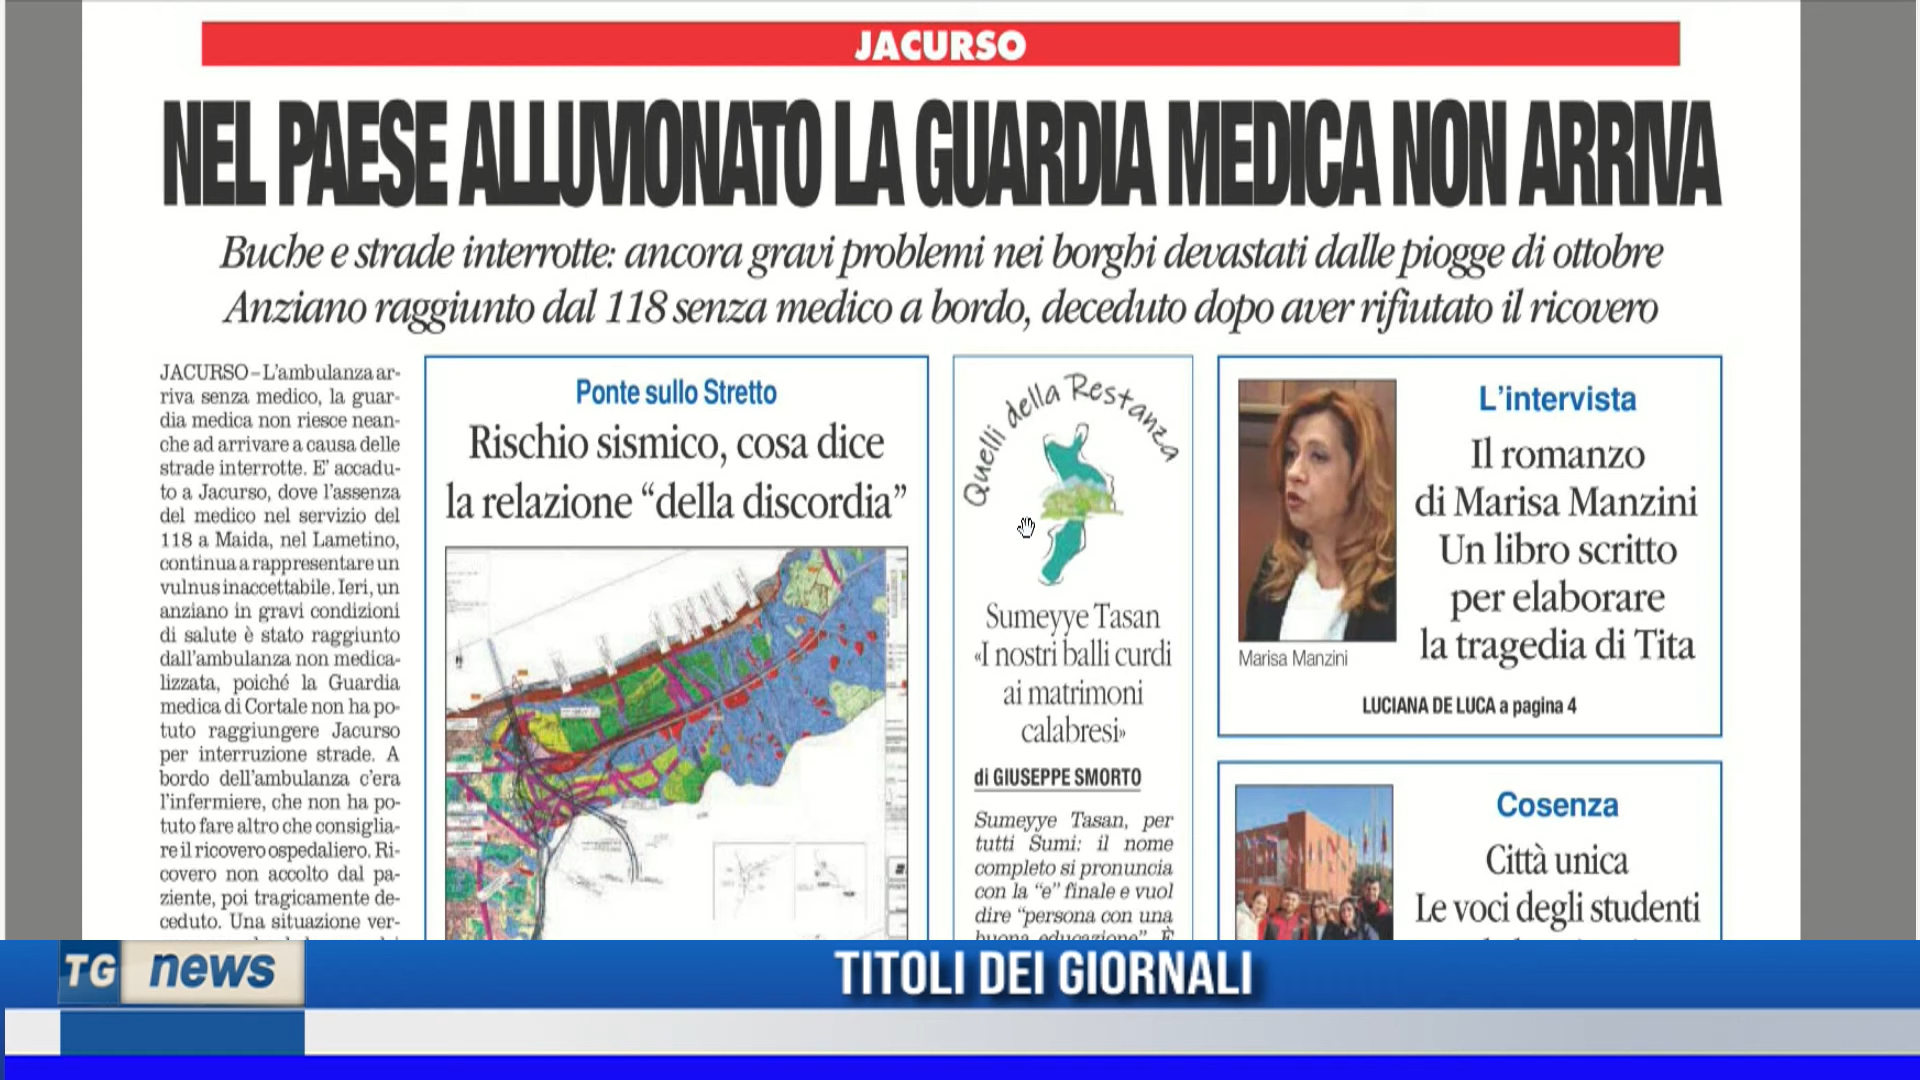 JACURSO
NEL PAESE ALLUVIONATO LA GUARDIA MEDICA NON ARRIVA
Buche e strade interrotte: ancora gravi problemi nei borghi devastati dalle piogge di ottobre
Anziano raggiunto dal 118 senza medico a bordo, deceduto dopo aver rifiutato il ricovero
JACURSO – L'ambulanza ar-
riva senza medico, la guar-
dia medica non riesce nean-
che ad arrivare a causa delle
strade interrotte. E' accadu-
to a Jacurso, dove l'assenza
del medico nel servizio del
118 a Maida, nel Lametino,
continua a rappresentare un
vulnus inaccettabile. Ieri, un
anziano in gravi condizioni
di salute è stato raggiunto
dall'ambulanza non medica-
lizzata, poiché la Guardia
medica di Cortale non ha po-
tuto raggiungere Jacurso
per interruzione strade. A
bordo dell'ambulanza c'era
l'infermiere, che non ha po-
tuto fare altro che consiglia-
re il ricovero ospedaliero. Ri-
covero non accolto dal pa-
ziente, poi tragicamente de-
ceduto. Una situazione ver-
Ponte sullo Stretto
Rischio sismico, cosa dice
la relazione “della discordia”
Quelli della Restanza
Sumeyye Tasan
«I nostri balli curdi
ai matrimoni
calabresi»
di GIUSEPPE SMORTO
Sumeyye Tasan, per
tutti Sumi: il nome
completo si pronuncia
con la “e” finale e vuol
dire “persona con una
buona educazione”. È
L'intervista
Il romanzo
di Marisa Manzini
Un libro scritto
per elaborare
la tragedia di Tita
Marisa Manzini
LUCIANA DE LUCA a pagina 4
Cosenza
Città unica
Le voci degli studenti
TG news
TITOLI DEI GIORNALI